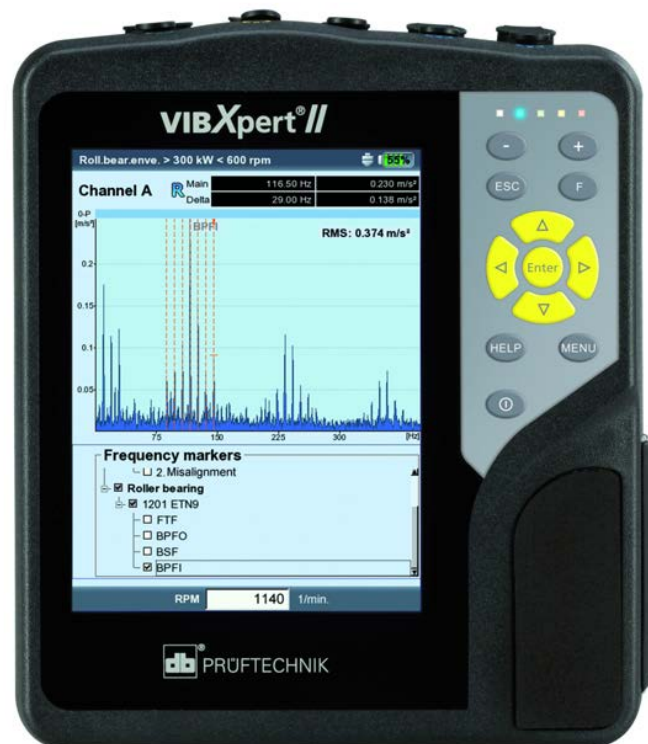 VIBXpert® II
Roll.bear.enve. > 300 kW < 600 rpm 55%
Channel A R Main 116.50 Hz 0.230 m/s²
Delta 29.00 Hz 0.138 m/s²
0-P
[m/s²]
BPFI
RMS: 0.374 m/s²
0.2
0.15
0.1
0.05
75 150 225 300 [Hz]
Frequency markers
2. Misalignment
Roller bearing
1201 ETN9
FTF
BPFO
BSF
BPFI
RPM 1140 1/min.
db® PRÜFTECHNIK
- +
ESC F
Enter
HELP MENU